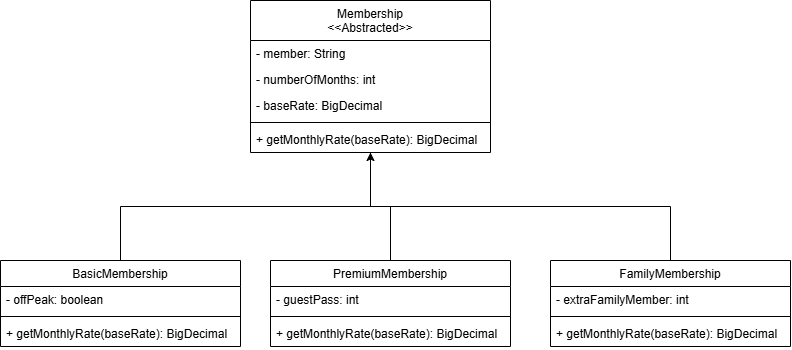 Membership
<<Abstracted>>
- member: String
- numberOfMonths: int
- baseRate: BigDecimal
+ getMonthlyRate(baseRate): BigDecimal
BasicMembership
- offPeak: boolean
+ getMonthlyRate(baseRate): BigDecimal
PremiumMembership
- guestPass: int
+ getMonthlyRate(baseRate): BigDecimal
FamilyMembership
- extraFamilyMember: int
+ getMonthlyRate(baseRate): BigDecimal